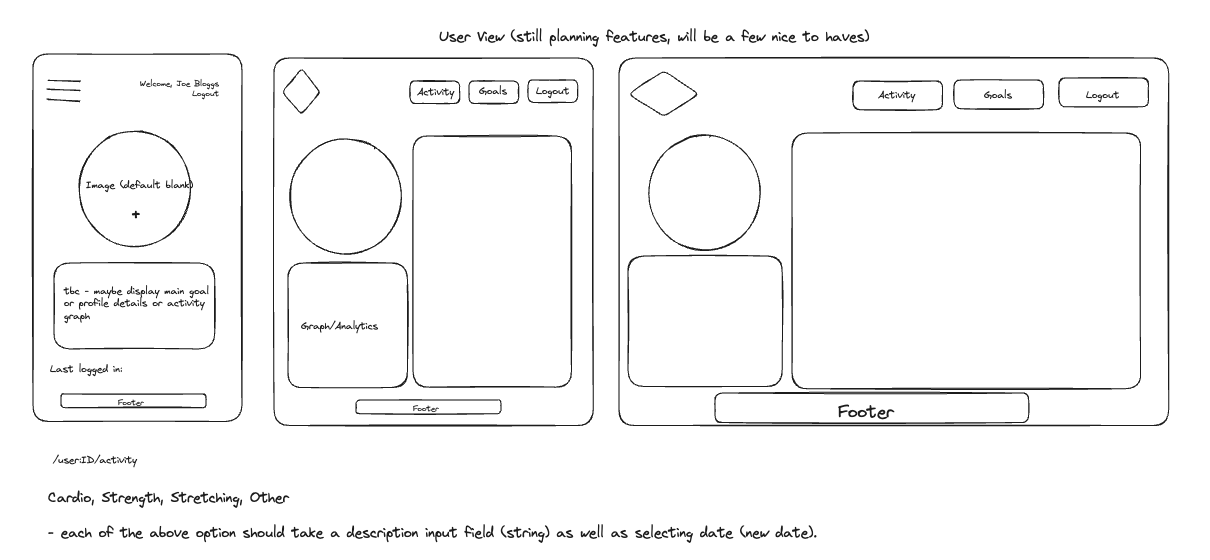 User View (still planning features, will be a few nice to haves)
Welcome, Joe Bloggs
Logout
Image (default blank)
+
tbc - maybe display main goal
or profile details or activity
graph
Last logged in:
Footer
Activity
Goals
Logout
Graph/Analytics
Footer
Activity
Goals
Logout
Footer
/user:ID/activity
Cardio, Strength, Stretching, Other
- each of the above option should take a description input field (string) as well as selecting date (new date).